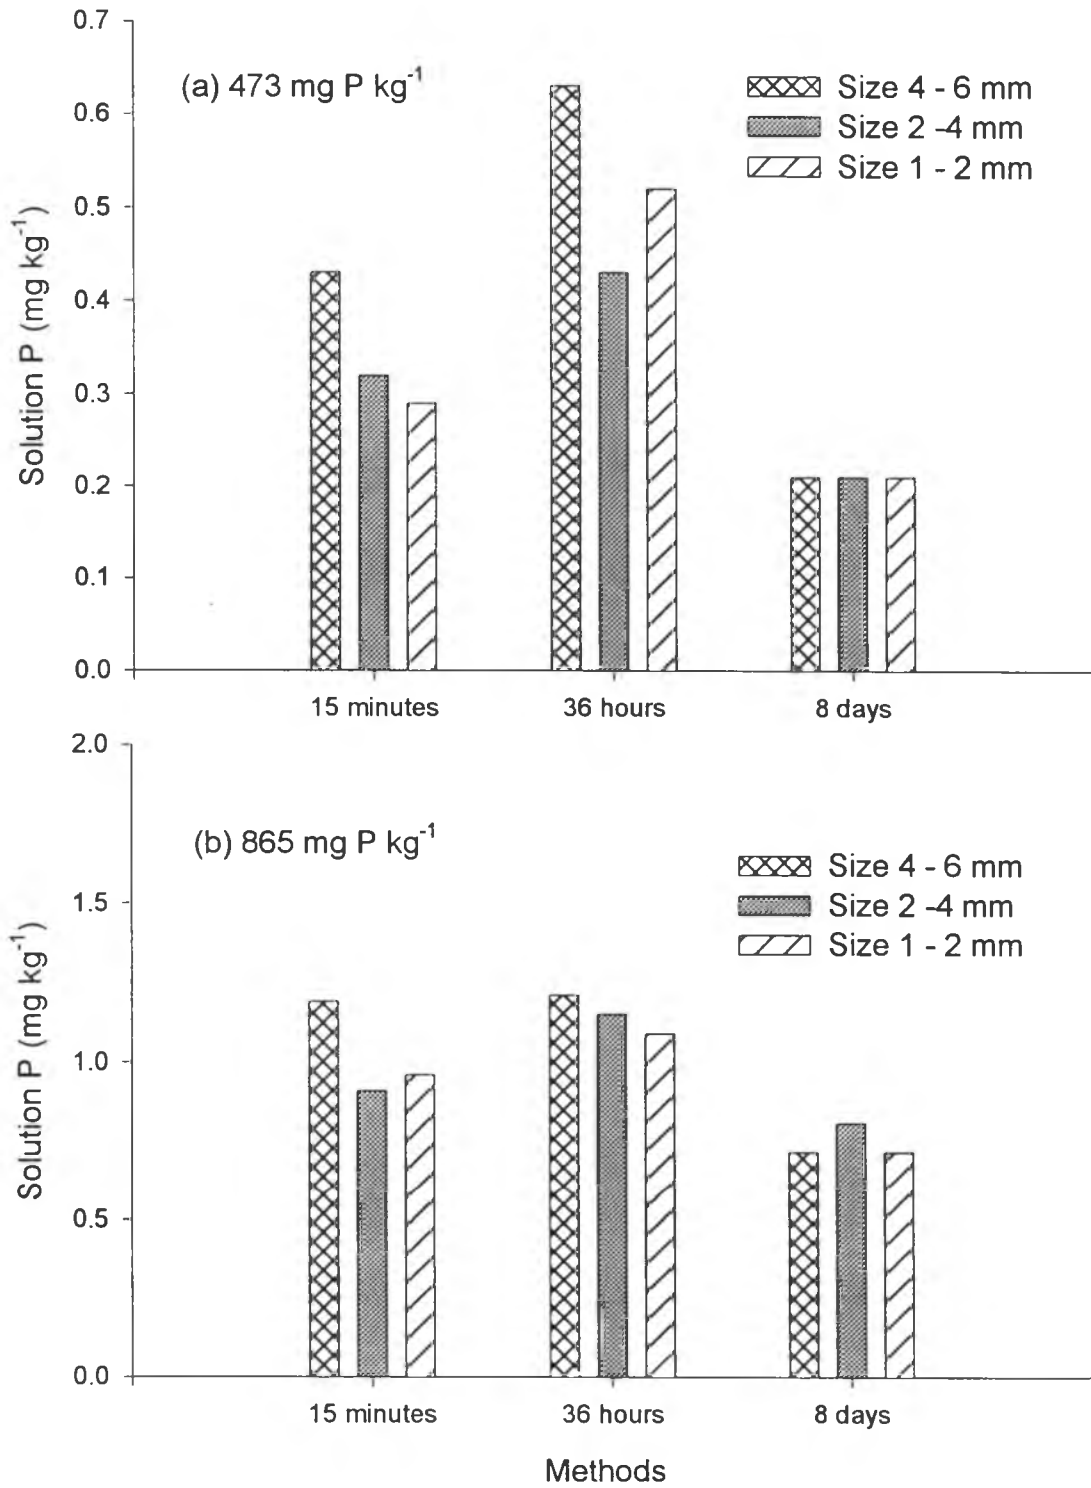 0.7
(a) 473 mg P kg⁻¹
Size 4 - 6 mm
Size 2 -4 mm
Size 1 - 2 mm
0.6
0.5
0.4
0.3
0.2
0.1
0.0
Solution P (mg kg⁻¹)
15 minutes 36 hours 8 days
2.0
(b) 865 mg P kg⁻¹
Size 4 - 6 mm
Size 2 -4 mm
Size 1 - 2 mm
1.5
1.0
0.5
0.0
Solution P (mg kg⁻¹)
15 minutes 36 hours 8 days
Methods